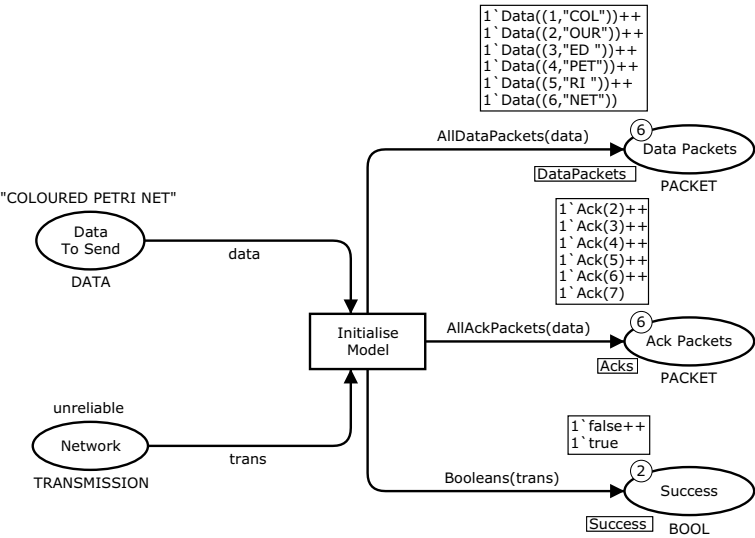 1`Data((1,"COL"))++
1`Data((2,"OUR"))++
1`Data((3,"ED "))++
1`Data((4,"PET"))++
1`Data((5,"RI "))++
1`Data((6,"NET"))
AllDataPackets(data)
6
Data Packets
DataPackets
PACKET
"COLOURED PETRI NET"
Data
To Send
DATA
data
1`Ack(2)++
1`Ack(3)++
1`Ack(4)++
1`Ack(5)++
1`Ack(6)++
1`Ack(7)
Initialise
Model
AllAckPackets(data)
6
Ack Packets
Acks
PACKET
unreliable
Network
TRANSMISSION
trans
1`false++
1`true
Booleans(trans)
2
Success
Success
BOOL